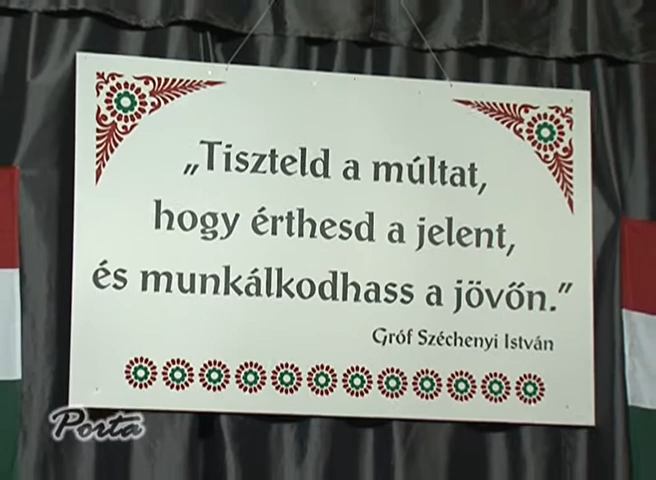 „Tiszteld a múltat,
hogy érthesd a jelent,
és munkálkodhass a jövőn.”
Gróf Széchenyi István
Porta